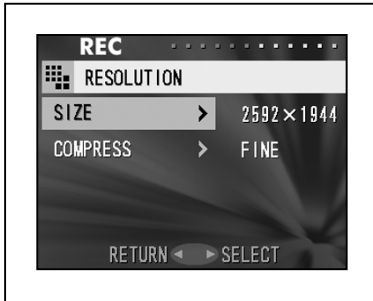 REC
RESOLUTION
SIZE > 2592×1944
COMPRESS > FINE
RETURN ◀ ▶ SELECT